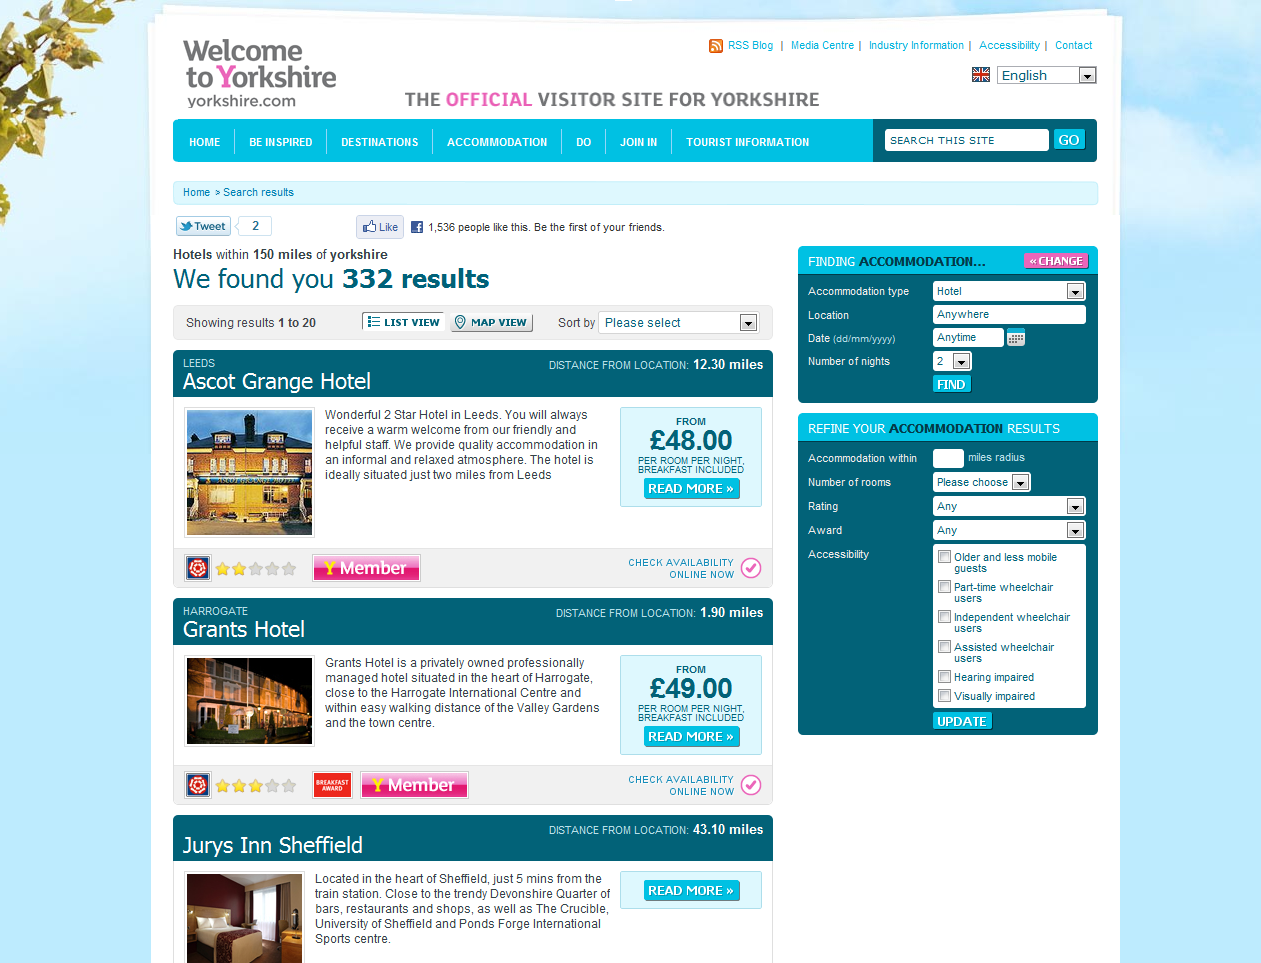 Welcome
to Yorkshire
yorkshire.com
RSS Blog | Media Centre | Industry Information | Accessibility | Contact
English
THE OFFICIAL VISITOR SITE FOR YORKSHIRE
HOME BE INSPIRED DESTINATIONS ACCOMMODATION DO JOIN IN TOURIST INFORMATION SEARCH THIS SITE GO
Home > Search results
Tweet 2 Like 1,536 people like this. Be the first of your friends.
Hotels within 150 miles of yorkshire
We found you 332 results
Showing results 1 to 20 LIST VIEW MAP VIEW Sort by Please select
LEEDS
Ascot Grange Hotel
DISTANCE FROM LOCATION: 12.30 miles
ASCOT GRANGE HOTEL
Wonderful 2 Star Hotel in Leeds. You will always
receive a warm welcome from our friendly and
helpful staff. We provide quality accommodation in
an informal and relaxed atmosphere. The hotel is
ideally situated just two miles from Leeds
FROM
£48.00
PER ROOM PER NIGHT,
BREAKFAST INCLUDED
READ MORE »
Y Member
CHECK AVAILABILITY
ONLINE NOW
HARROGATE
Grants Hotel
DISTANCE FROM LOCATION: 1.90 miles
Grants Hotel is a privately owned professionally
managed hotel situated in the heart of Harrogate,
close to the Harrogate International Centre and
within easy walking distance of the Valley Gardens
and the town centre.
FROM
£49.00
PER ROOM PER NIGHT,
BREAKFAST INCLUDED
READ MORE »
BREAKFAST
AWARD
Y Member
CHECK AVAILABILITY
ONLINE NOW
Jurys Inn Sheffield
DISTANCE FROM LOCATION: 43.10 miles
Located in the heart of Sheffield, just 5 mins from the
train station. Close to the trendy Devonshire Quarter of
bars, restaurants and shops, as well as The Crucible,
University of Sheffield and Ponds Forge International
Sports centre.
READ MORE »
FINDING ACCOMMODATION... « CHANGE
Accommodation type Hotel
Location Anywhere
Date (dd/mm/yyyy) Anytime
Number of nights 2
FIND
REFINE YOUR ACCOMMODATION RESULTS
Accommodation within miles radius
Number of rooms Please choose
Rating Any
Award Any
Accessibility
Older and less mobile
guests
Part-time wheelchair
users
Independent wheelchair
users
Assisted wheelchair
users
Hearing impaired
Visually impaired
UPDATE